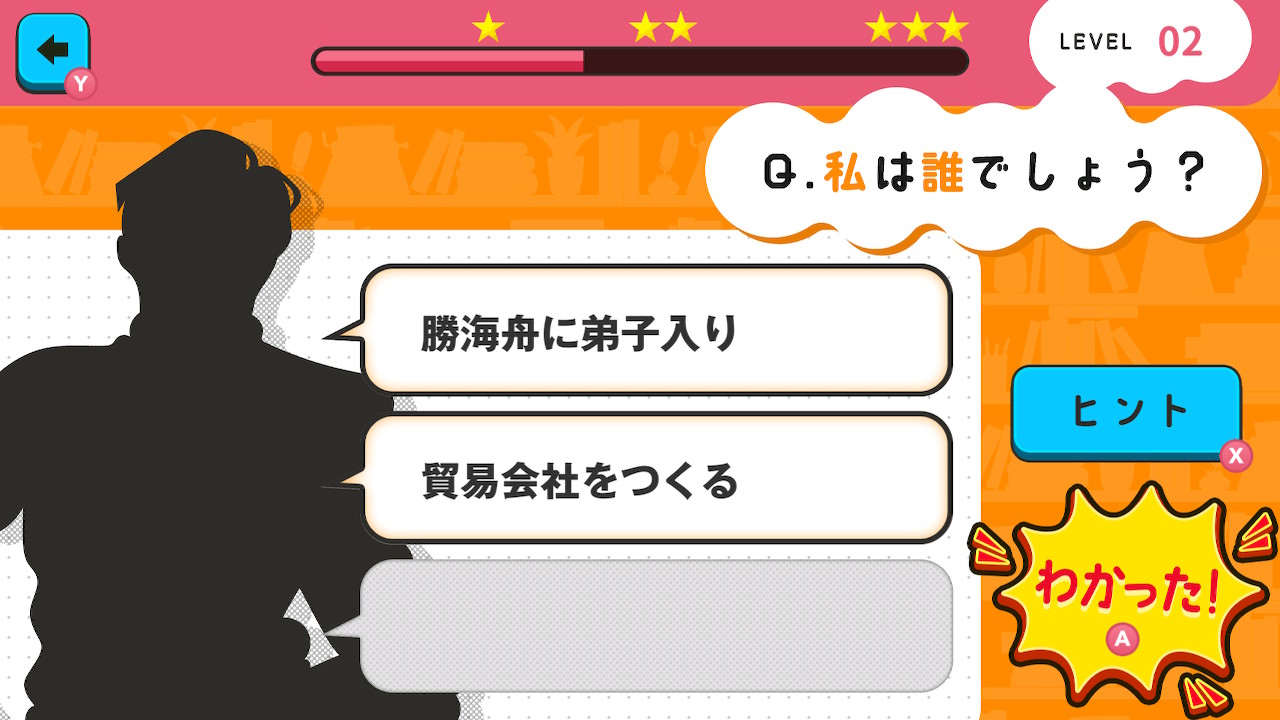 Y
LEVEL 02
Q.私は誰でしょう?
勝海舟に弟子入り
貿易会社をつくる
ヒント
X
わかった!
A